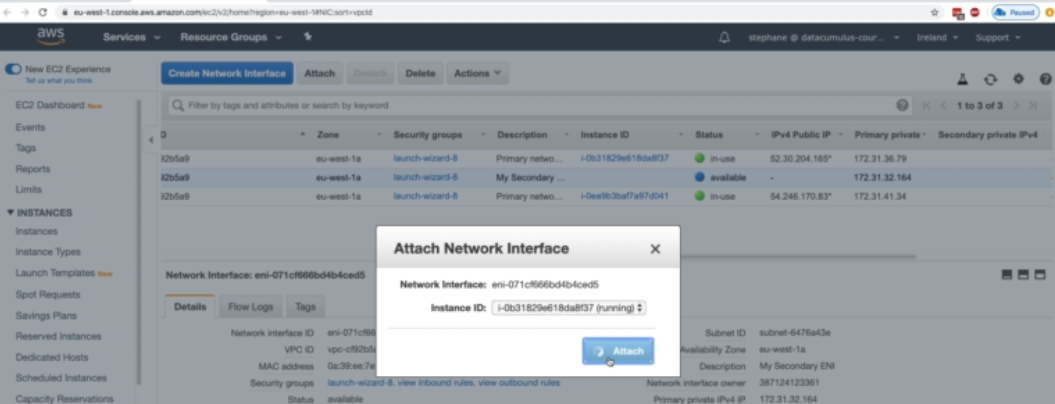 eu-west-1.console.aws.amazon.com/ec2/v2/home?region=eu-west-1#NIC:sort=vpcId
Paused
aws
Services
Resource Groups
stephane @ datacumulus-cour...
Ireland
Support
New EC2 Experience
Tell us what you think
Create Network Interface
Attach
Detach
Delete
Actions
EC2 Dashboard New
Events
Tags
Reports
Limits
INSTANCES
Instances
Instance Types
Launch Templates New
Spot Requests
Savings Plans
Reserved Instances
Dedicated Hosts
Scheduled Instances
Capacity Reservations
Filter by tags and attributes or search by keyword
1 to 3 of 3
D Zone Security groups Description Instance ID Status IPv4 Public IP Primary private Secondary private IPv4
92b5a9 eu-west-1a launch-wizard-8 Primary netwo... i-0b31829e618da8f37 in-use 52.30.204.165* 172.31.36.79
92b5a9 eu-west-1a launch-wizard-8 My Secondary ... available - 172.31.32.164
92b5a9 eu-west-1a launch-wizard-8 Primary netwo... i-0ea9b3baf7a97d041 in-use 54.246.170.83* 172.31.41.34
Attach Network Interface
Network Interface: eni-071cf666bd4b4ced5
Instance ID: i-0b31829e618da8f37 (running)
Attach
Network Interface: eni-071cf666bd4b4ced5
Details
Flow Logs
Tags
Network interface ID eni-071cf66
Subnet ID subnet-6476a43e
VPC ID vpc-cf92b5
Availability Zone eu-west-1a
MAC address 0a:39:ee:7e
Description My Secondary ENI
Security groups launch-wizard-8. view inbound rules. view outbound rules
Network interface owner 387124123361
Status available
Primary private IPv4 IP 172.31.32.164